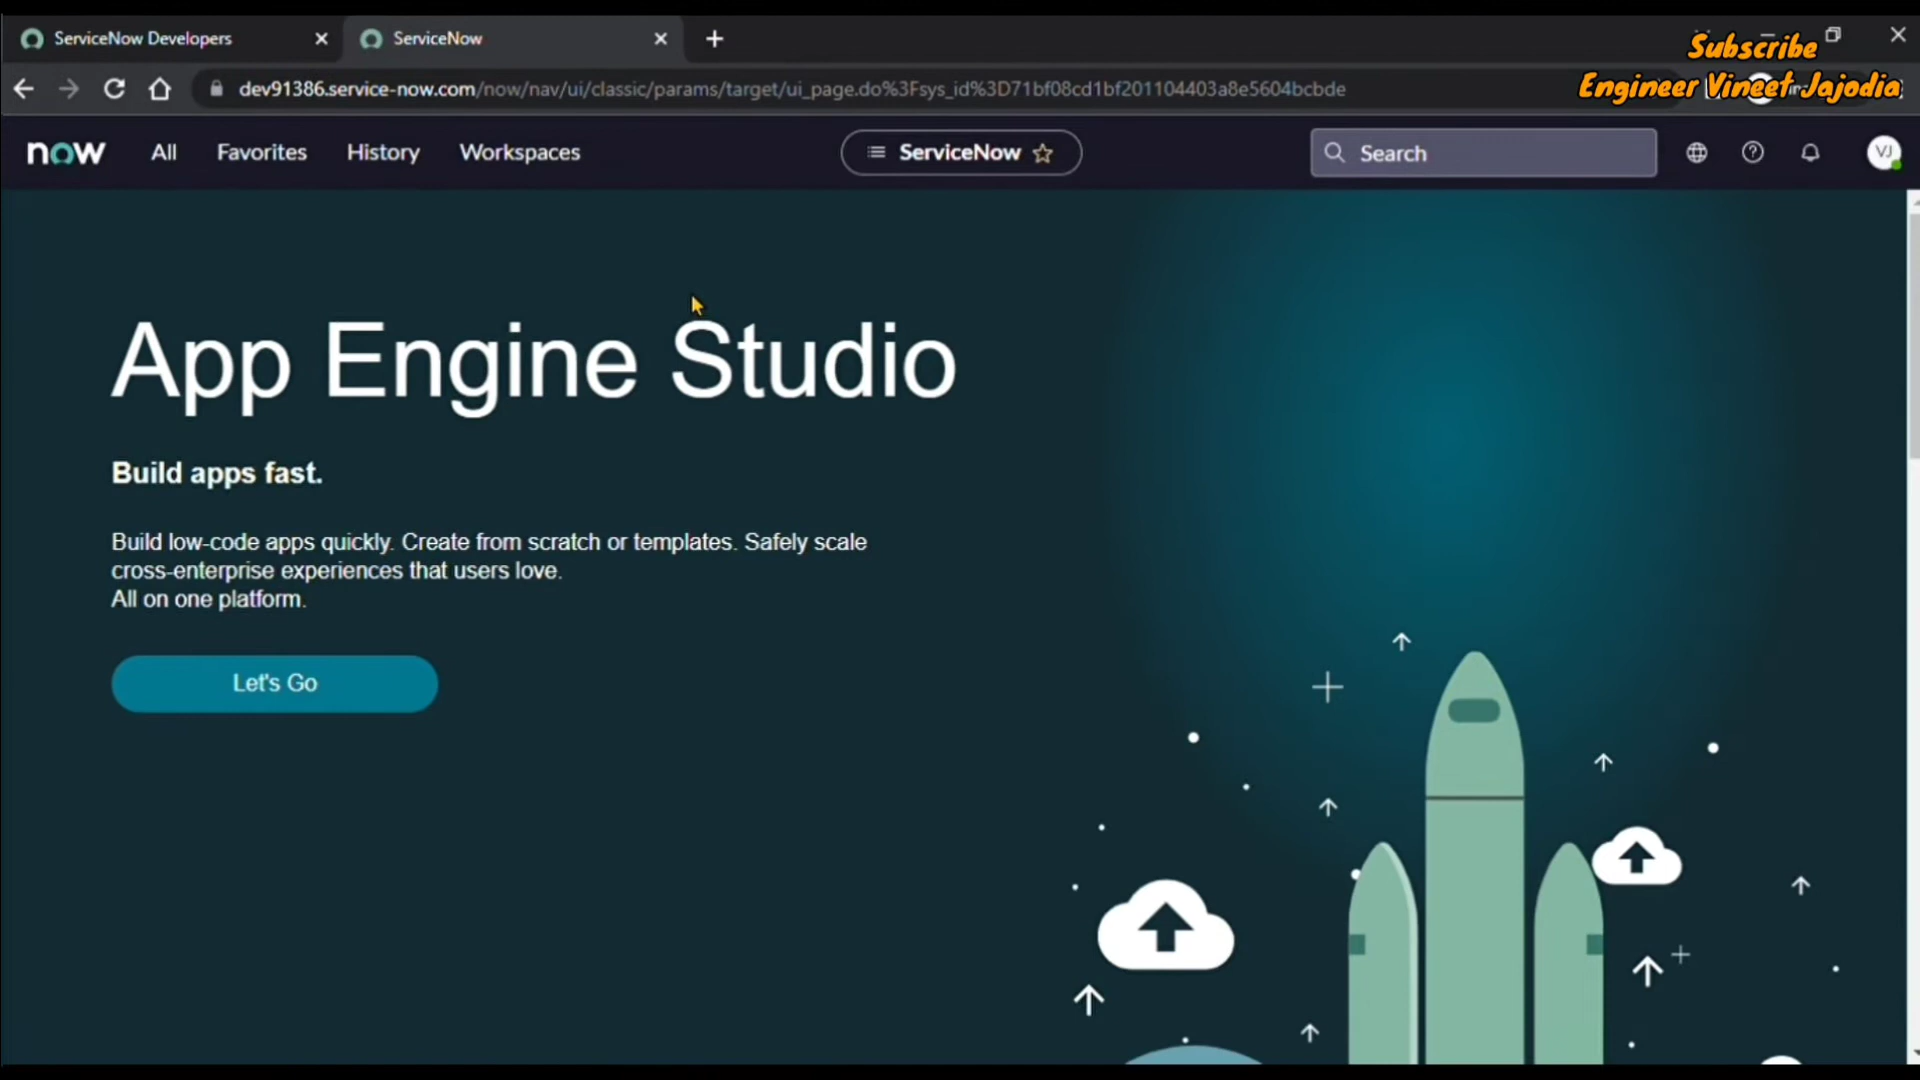 ServiceNow Developers
ServiceNow
Subscribe
dev91386.service-now.com/now/nav/ui/classic/params/target/ui_page.do%3Fsys_id%3D71bf08cd1bf201104403a8e5604bcbde
Engineer Vineet Jajodia
now All Favorites History Workspaces ServiceNow Search VJ
App Engine Studio
Build apps fast.
Build low-code apps quickly. Create from scratch or templates. Safely scale
cross-enterprise experiences that users love.
All on one platform.
Let's Go